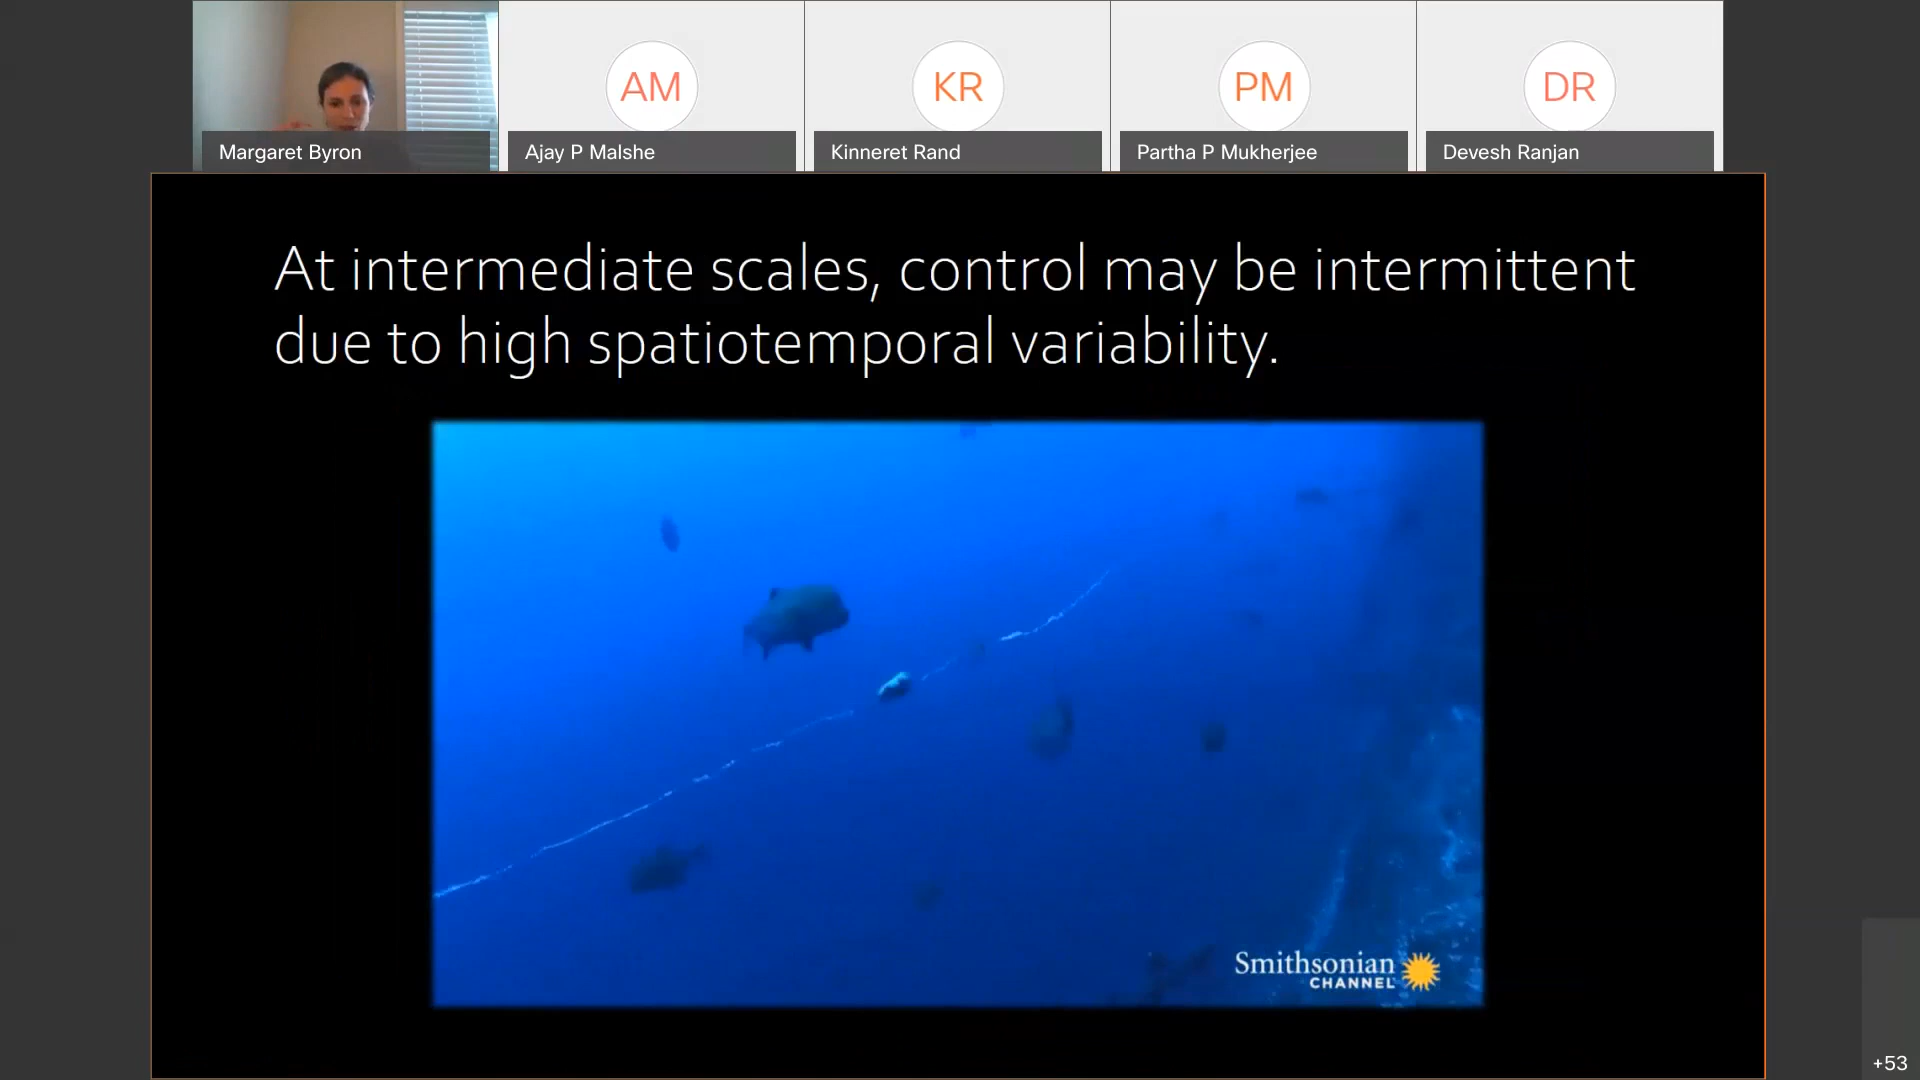 AM
KR
PM
DR
Margaret Byron
Ajay P Malshe
Kinneret Rand
Partha P Mukherjee
Devesh Ranjan
At intermediate scales, control may be intermittent
due to high spatiotemporal variability.
Smithsonian
CHANNEL
+53